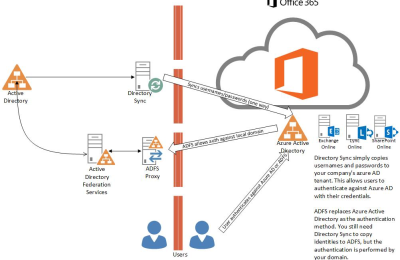 Office 365
Active
Directory
Directory
Sync
Syncs usernames/passwords (one way)
ADFS allows auth against local domain
Azure Active
Directory
Exchange
Online
Lync
Online
SharePoint
Online
Active
Directory
Federation
Services
ADFS
Proxy
User authenticates against Azure AD or ADFS
Users
Directory Sync simply copies
usernames and passwords to
your company's azure AD
tenant. This allows users to
authenticate against Azure AD
with their credentials.
ADFS replaces Azure Active
Directory as the authentication
method. You still need
Directory Sync to copy
identities to ADFS, but the
authentication is performed by
your domain.